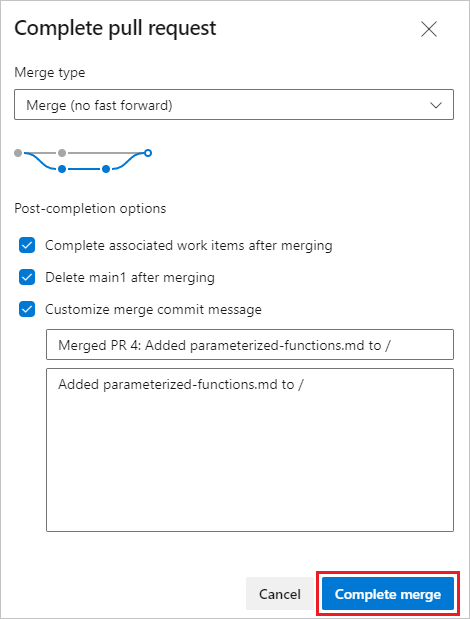 Complete pull request
Merge type
Merge (no fast forward)
Post-completion options
Complete associated work items after merging
Delete main1 after merging
Customize merge commit message
Merged PR 4: Added parameterized-functions.md to /
Added parameterized-functions.md to /
Cancel
Complete merge